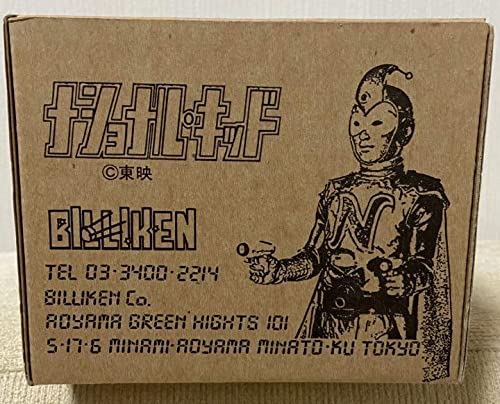 ナショナル・キッド
©東映
BILLIKEN
TEL 03-3400-2214
BILLIKEN Co.
AOYAMA GREEN HIGHTS 101
5-17-6 MINAMI-AOYAMA MINATO-KU TOKYO
N